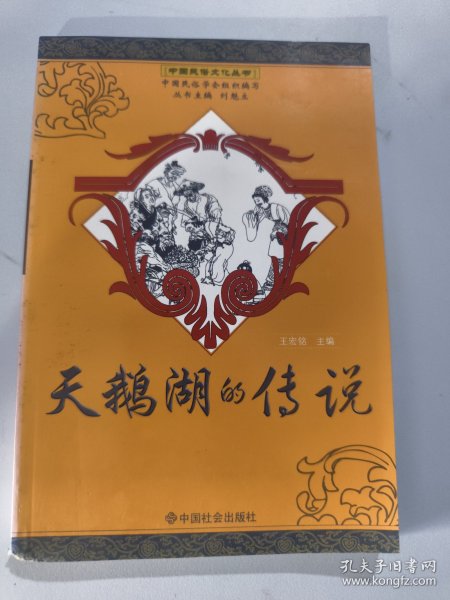 中国民俗文化丛书
中国民俗学会组织编写
丛书主编 刘魁立
王宏铭 主编
天鹅湖的传说
中国社会出版社
孔夫子旧书网
www.kongfz.com